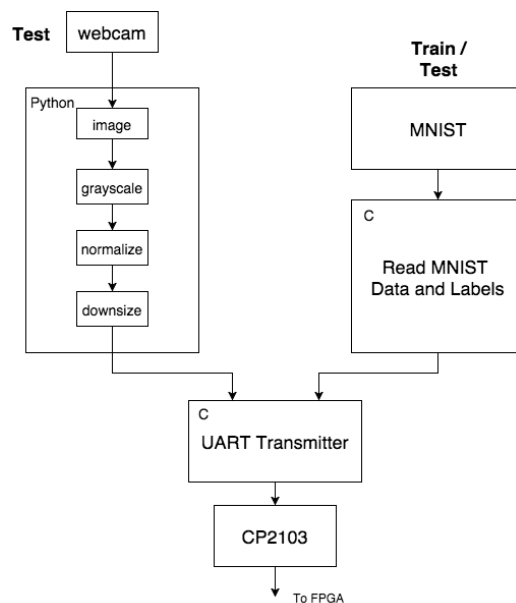 Test
webcam
Python
image
grayscale
normalize
downsize
Train /
Test
MNIST
C
Read MNIST
Data and Labels
C
UART Transmitter
CP2103
To FPGA